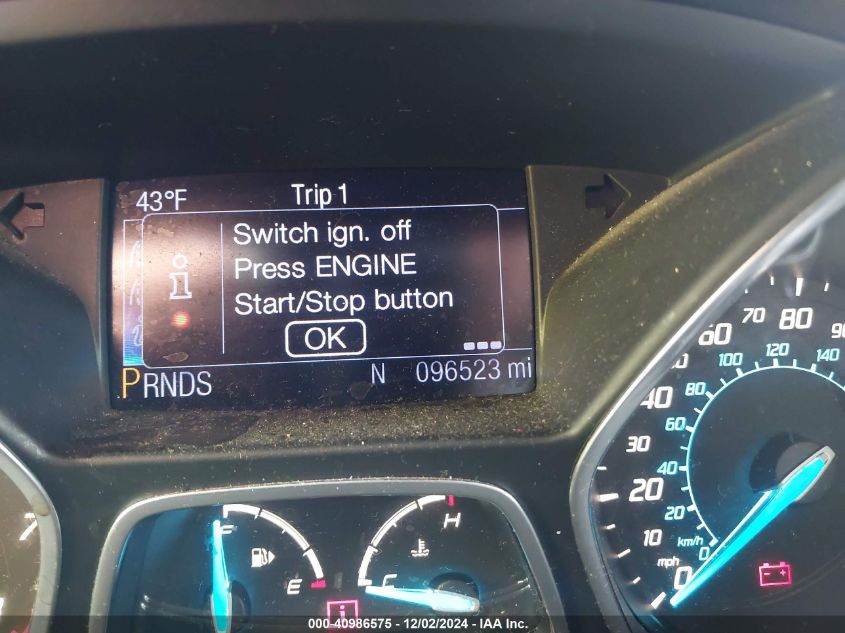 43°F Trip 1
Switch ign. off
Press ENGINE
Start/Stop button
OK
PRNDS N 096523 mi
7
F E
H C
0 10 20 30 40 60 70 80
0 20 40 60 80 100 120 140
km/h
mph
000-40986575 - 12/02/2024 - IAA Inc.